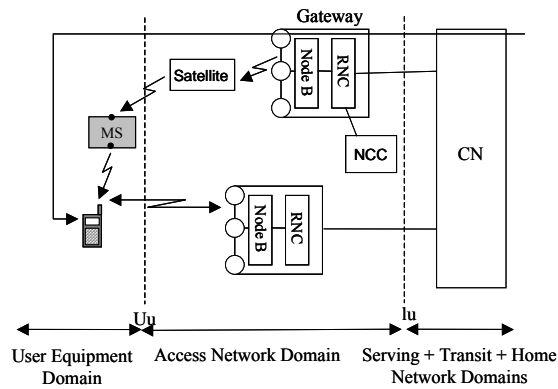 Gateway
Node B
RNC
Satellite
MS
NCC
CN
Node B
RNC
Uu
Iu
User Equipment
Domain
Access Network Domain
Serving + Transit + Home
Network Domains